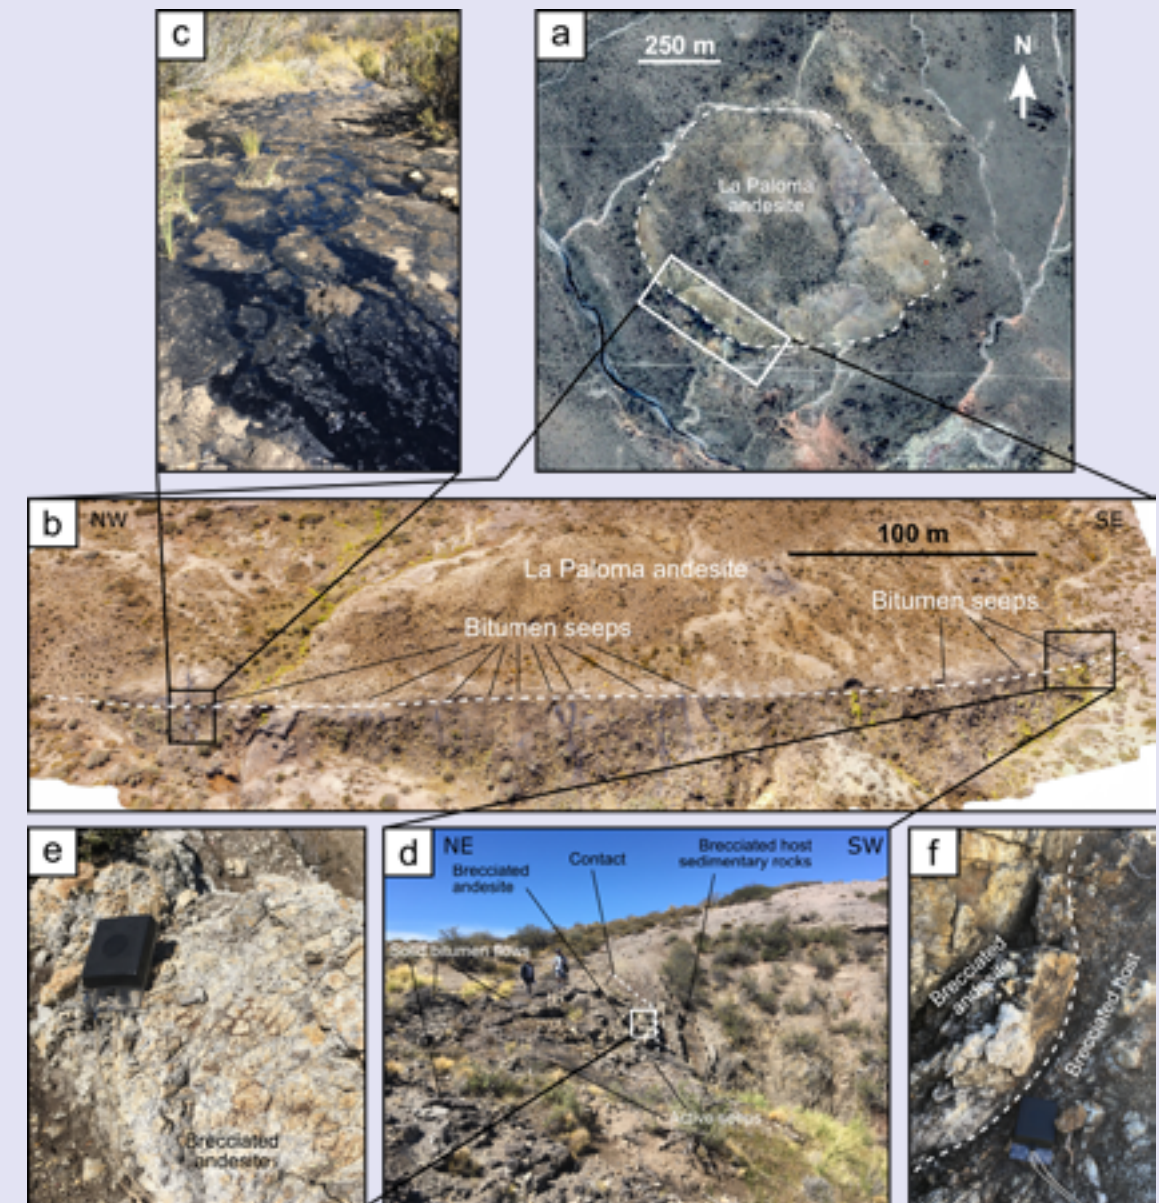 c
a
250 m
N
La Paloma
andesite
b
NW
SE
100 m
La Paloma andesite
Bitumen seeps
Bitumen seeps
e
Brecciated
andesite
d
NE
SW
Brecciated
andesite
Contact
Brecciated host
sedimentary rocks
Solid bitumen flows
Active seeps
f
Brecciated
andesite
Brecciated host